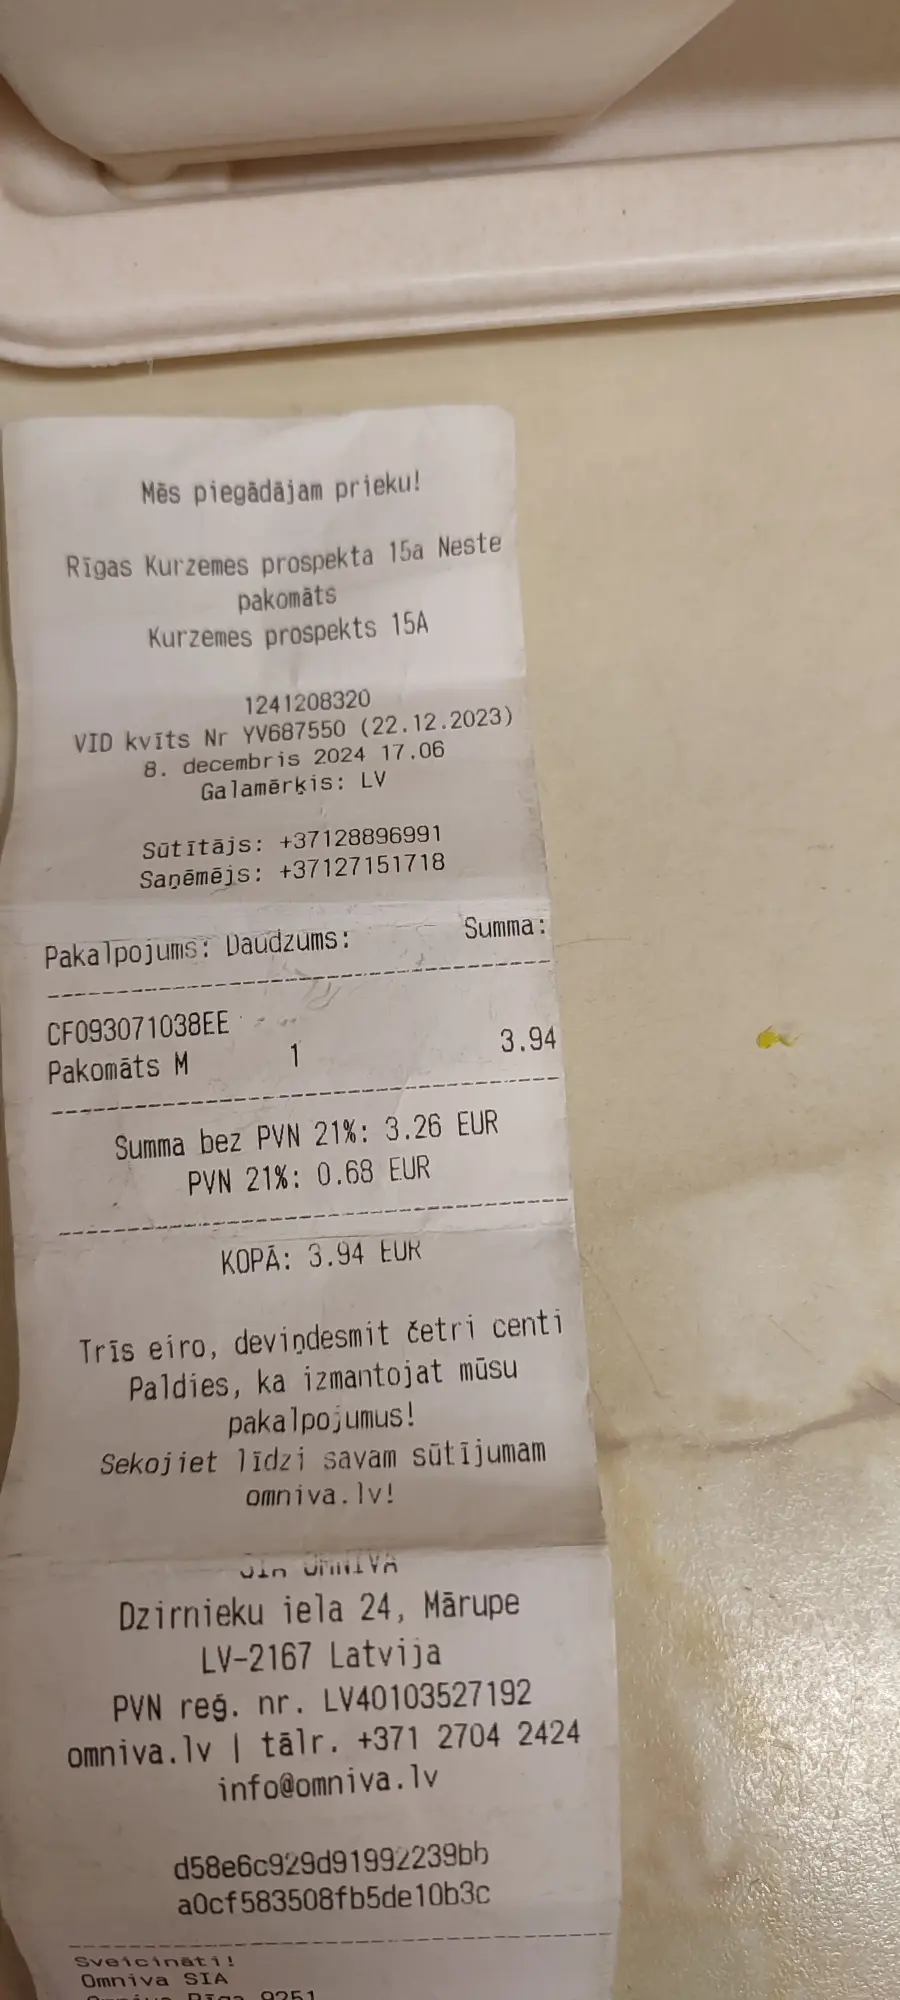 Mēs piegādājam prieku!
Rīgas Kurzemes prospekta 15a Neste
pakomāts
Kurzemes prospekts 15A
1241208320
VID kvīts Nr YV687550 (22.12.2023)
8. decembris 2024 17.06
Galamērķis: LV
Sūtītājs: +37128896991
Saņēmējs: +37127151718
Pakalpojums: Daudzums: Summa:
CF093071038EE
Pakomāts M 1 3.94
Summa bez PVN 21%: 3.26 EUR
PVN 21%: 0.68 EUR
KOPĀ: 3.94 EUR
Trīs eiro, deviņdesmit četri centi
Paldies, ka izmantojat mūsu
pakalpojumus!
Sekojiet līdzi savam sūtījumam
omniva.lv!
SIA OMNIVA
Dzirnieku iela 24, Mārupe
LV-2167 Latvija
PVN reģ. nr. LV40103527192
omniva.lv | tālr. +371 2704 2424
info@omniva.lv
d58e6c929d91992239bb
a0cf583508fb5de10b3c
Sveicināti!
Omniva SIA
Omniva Rīga 9251